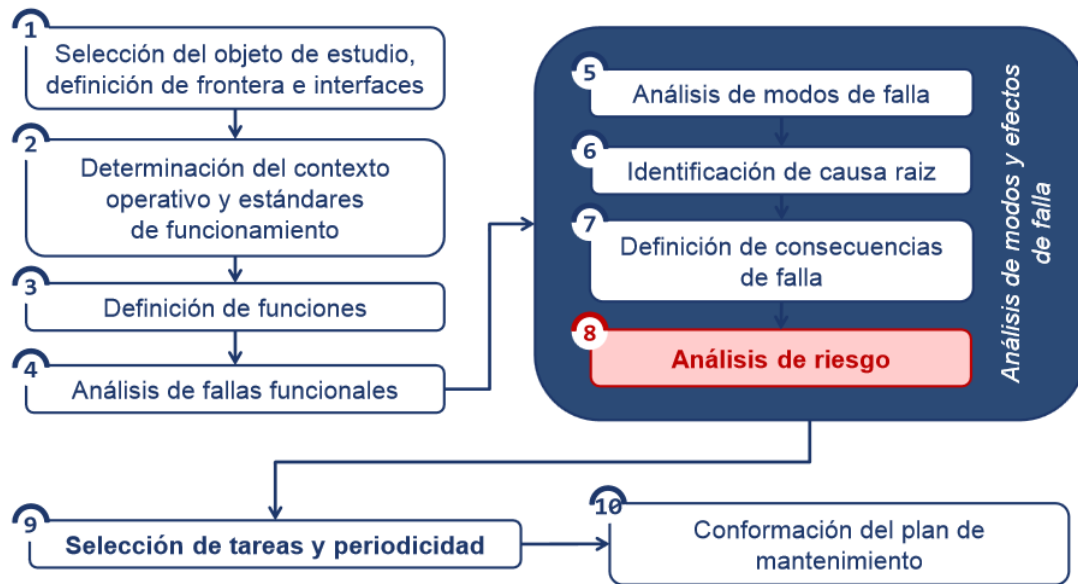 1
Selección del objeto de estudio,
definición de frontera e interfaces
2
Determinación del contexto
operativo y estándares
de funcionamiento
3
Definición de funciones
4
Análisis de fallas funcionales
5
Análisis de modos de falla
6
Identificación de causa raiz
7
Definición de consecuencias
de falla
8
Análisis de riesgo
Análisis de modos y efectos
de falla
9
Selección de tareas y periodicidad
10
Conformación del plan de
mantenimiento